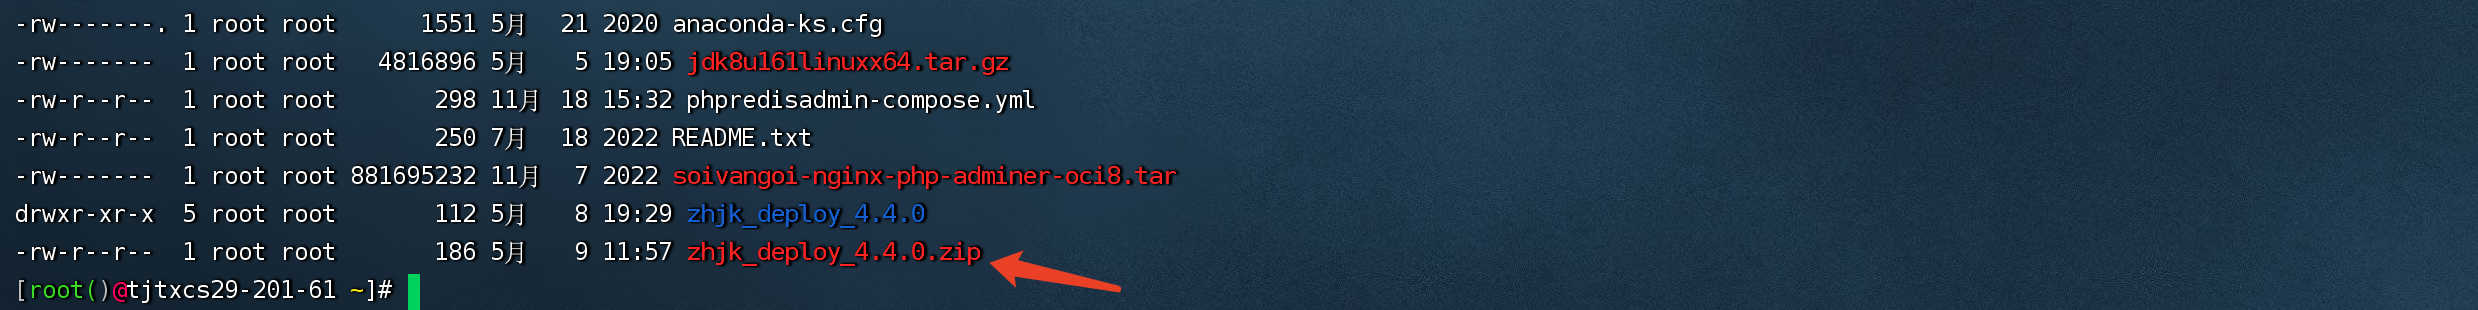 -rw-------. 1 root root      1551 5月  21 2020 anaconda-ks.cfg
-rw-------  1 root root   4816896 5月   5 19:05 jdk8u161linuxx64.tar.gz
-rw-r--r--  1 root root       298 11月 18 15:32 phpredisadmin-compose.yml
-rw-r--r--  1 root root       250 7月  18 2022 README.txt
-rw-------  1 root root 881695232 11月  7 2022 soivangoi-nginx-php-adminer-oci8.tar
drwxr-xr-x  5 root root       112 5月   8 19:29 zhjk_deploy_4.4.0
-rw-r--r--  1 root root       186 5月   9 11:57 zhjk_deploy_4.4.0.zip
[root()@tjtxcs29-201-61 ~]#